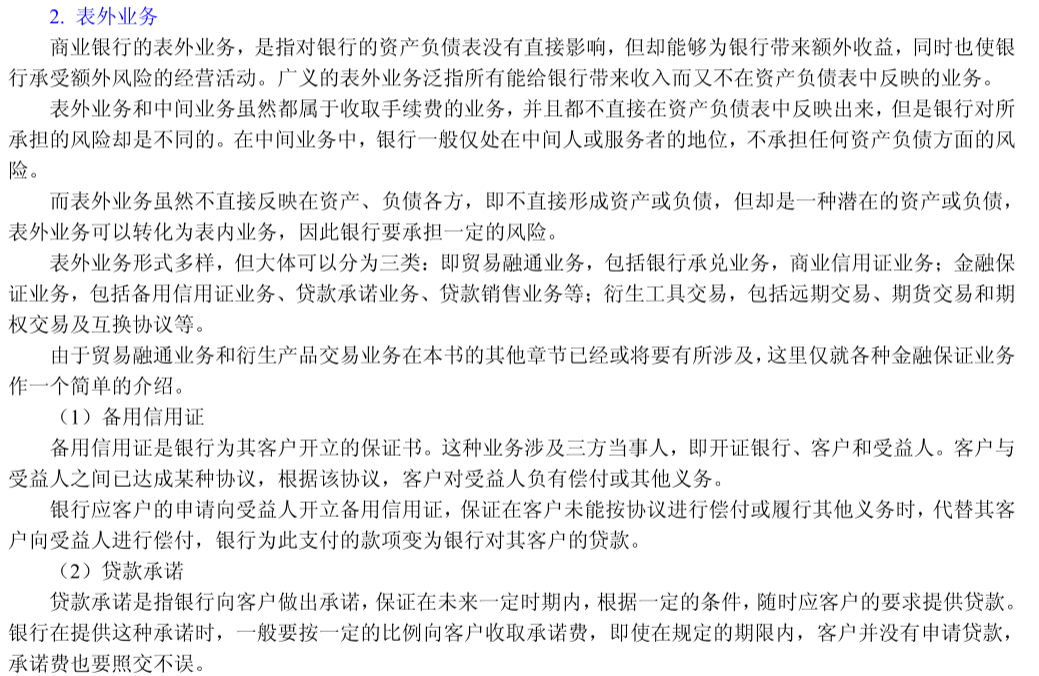 2. 表外业务
商业银行的表外业务，是指对银行的资产负债表没有直接影响，但却能够为银行带来额外收益，同时也使银
行承受额外风险的经营活动。广义的表外业务泛指所有能给银行带来收入而又不在资产负债表中反映的业务。
表外业务和中间业务虽然都属于收取手续费的业务，并且都不直接在资产负债表中反映出来，但是银行对所
承担的风险却是不同的。在中间业务中，银行一般仅处在中间人或服务者的地位，不承担任何资产负债方面的风
险。
而表外业务虽然不直接反映在资产、负债各方，即不直接形成资产或负债，但却是一种潜在的资产或负债，
表外业务可以转化为表内业务，因此银行要承担一定的风险。
表外业务形式多样，但大体可以分为三类：即贸易融通业务，包括银行承兑业务，商业信用证业务；金融保
证业务，包括备用信用证业务、贷款承诺业务、贷款销售业务等；衍生工具交易，包括远期交易、期货交易和期
权交易及互换协议等。
由于贸易融通业务和衍生产品交易业务在本书的其他章节已经或将要有所涉及，这里仅就各种金融保证业务
作一个简单的介绍。
（1）备用信用证
备用信用证是银行为其客户开立的保证书。这种业务涉及三方当事人，即开证银行、客户和受益人。客户与
受益人之间已达成某种协议，根据该协议，客户对受益人负有偿付或其他义务。
银行应客户的申请向受益人开立备用信用证，保证在客户未能按协议进行偿付或履行其他义务时，代替其客
户向受益人进行偿付，银行为此支付的款项变为银行对其客户的贷款。
（2）贷款承诺
贷款承诺是指银行向客户做出承诺，保证在未来一定时期内，根据一定的条件，随时应客户的要求提供贷款。
银行在提供这种承诺时，一般要按一定的比例向客户收取承诺费，即使在规定的期限内，客户并没有申请贷款，
承诺费也要照交不误。